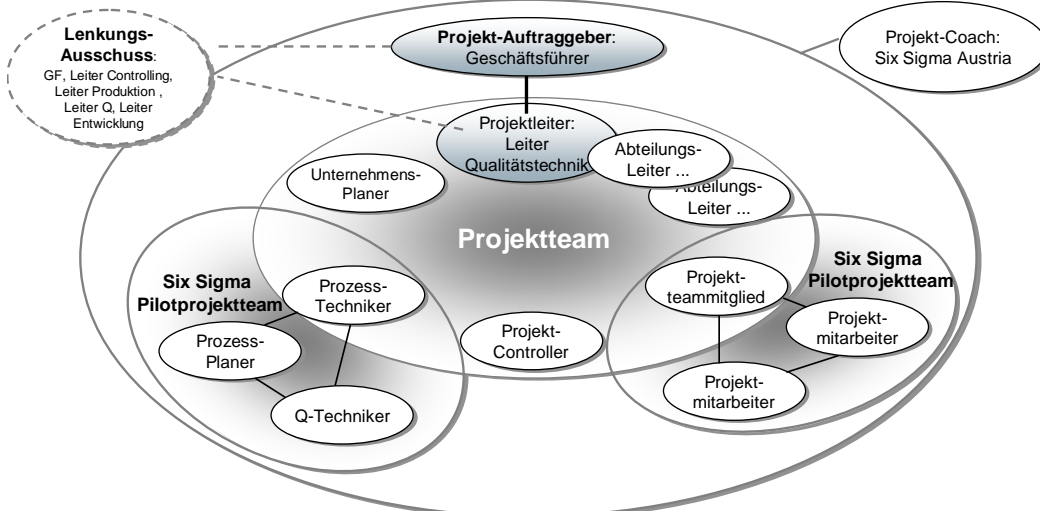 Lenkungs-
Ausschuss:
GF, Leiter Controlling,
Leiter Produktion ,
Leiter Q, Leiter
Entwicklung
Projekt-Auftraggeber:
Geschäftsführer
Projekt-Coach:
Six Sigma Austria
Projektleiter:
Leiter
Qualitätstechnik
Abteilungs-
Leiter ...
Abteilungs-
Leiter ...
Unternehmens-
Planer
Projektteam
Six Sigma
Pilotprojektteam
Prozess-
Techniker
Prozess-
Planer
Q-Techniker
Projekt-
Controller
Six Sigma
Pilotprojektteam
Projekt-
teammitglied
Projekt-
mitarbeiter
Projekt-
mitarbeiter